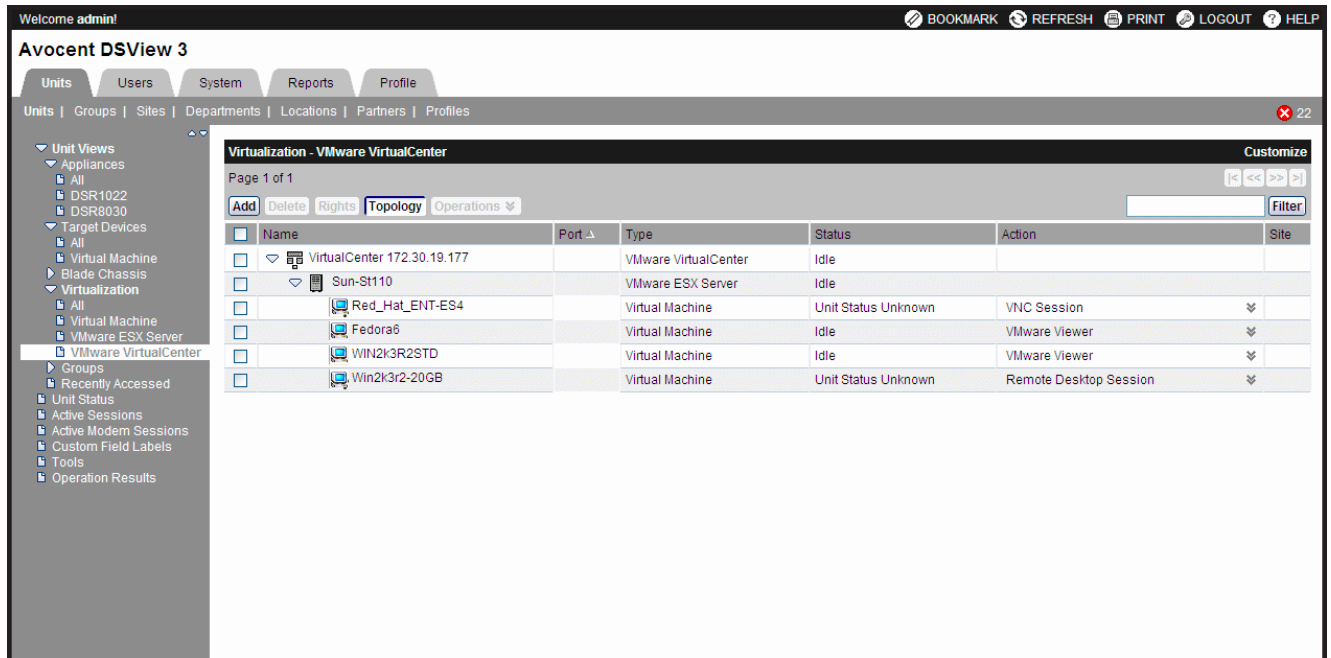 Welcome admin!
BOOKMARK REFRESH PRINT LOGOUT ? HELP
Avocent DSView 3
Units Users System Reports Profile
Units | Groups | Sites | Departments | Locations | Partners | Profiles
22
Unit Views
Appliances
All
DSR1022
DSR8030
Target Devices
All
Virtual Machine
Blade Chassis
Virtualization
All
Virtual Machine
VMware ESX Server
VMware VirtualCenter
Groups
Recently Accessed
Unit Status
Active Sessions
Active Modem Sessions
Custom Field Labels
Tools
Operation Results
Virtualization - VMware VirtualCenter Customize
Page 1 of 1 |< << >> >|
Add Delete Rights Topology Operations Filter
Name Port Type Status Action Site
VirtualCenter 172.30.19.177 VMware VirtualCenter Idle
Sun-St110 VMware ESX Server Idle
Red_Hat_ENT-ES4 Virtual Machine Unit Status Unknown VNC Session
Fedora6 Virtual Machine Idle VMware Viewer
WIN2k3R2STD Virtual Machine Idle VMware Viewer
Win2k3r2-20GB Virtual Machine Unit Status Unknown Remote Desktop Session